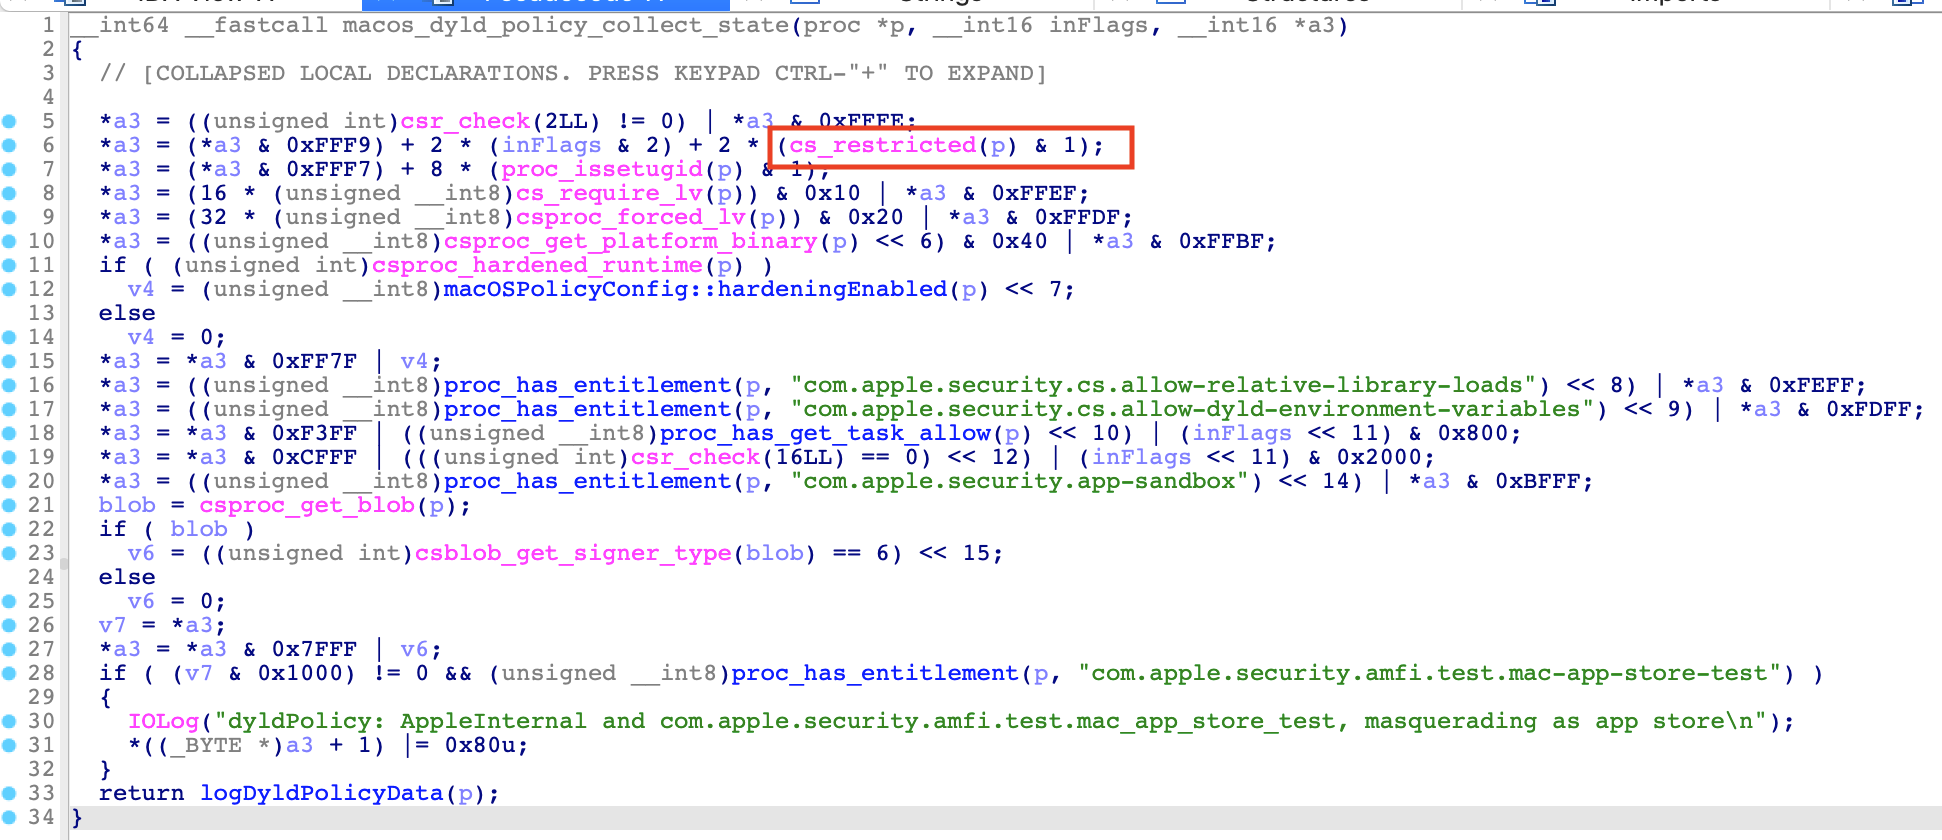 1 __int64 __fastcall macos_dyld_policy_collect_state(proc *p, __int16 inFlags, __int16 *a3)
2 {
3 // [COLLAPSED LOCAL DECLARATIONS. PRESS KEYPAD CTRL-"+" TO EXPAND]
4
5 *a3 = ((unsigned int)csr_check(2LL) != 0) | *a3 & 0xFFFE;
6 *a3 = (*a3 & 0xFFF9) + 2 * (inFlags & 2) + 2 * (cs_restricted(p) & 1);
7 *a3 = (*a3 & 0xFFF7) + 8 * (proc_issetugid(p) & 1);
8 *a3 = (16 * (unsigned __int8)cs_require_lv(p)) & 0x10 | *a3 & 0xFFEF;
9 *a3 = (32 * (unsigned __int8)csproc_forced_lv(p)) & 0x20 | *a3 & 0xFFDF;
10 *a3 = ((unsigned __int8)csproc_get_platform_binary(p) << 6) & 0x40 | *a3 & 0xFFBF;
11 if ( (unsigned int)csproc_hardened_runtime(p) )
12 v4 = (unsigned __int8)macOSPolicyConfig::hardeningEnabled(p) << 7;
13 else
14 v4 = 0;
15 *a3 = *a3 & 0xFF7F | v4;
16 *a3 = ((unsigned __int8)proc_has_entitlement(p, "com.apple.security.cs.allow-relative-library-loads") << 8) | *a3 & 0xFEFF;
17 *a3 = ((unsigned __int8)proc_has_entitlement(p, "com.apple.security.cs.allow-dyld-environment-variables") << 9) | *a3 & 0xFDFF;
18 *a3 = *a3 & 0xF3FF | ((unsigned __int8)proc_has_get_task_allow(p) << 10) | (inFlags << 11) & 0x800;
19 *a3 = *a3 & 0xCFFF | (((unsigned int)csr_check(16LL) == 0) << 12) | (inFlags << 11) & 0x2000;
20 *a3 = ((unsigned __int8)proc_has_entitlement(p, "com.apple.security.app-sandbox") << 14) | *a3 & 0xBFFF;
21 blob = csproc_get_blob(p);
22 if ( blob )
23 v6 = ((unsigned int)csblob_get_signer_type(blob) == 6) << 15;
24 else
25 v6 = 0;
26 v7 = *a3;
27 *a3 = *a3 & 0x7FFF | v6;
28 if ( (v7 & 0x1000) != 0 && (unsigned __int8)proc_has_entitlement(p, "com.apple.security.amfi.test.mac-app-store-test") )
29 {
30 IOLog("dyldPolicy: AppleInternal and com.apple.security.amfi.test.mac_app_store_test, masquerading as app store\n");
31 *((_BYTE *)a3 + 1) |= 0x80u;
32 }
33 return logDyldPolicyData(p);
34 }